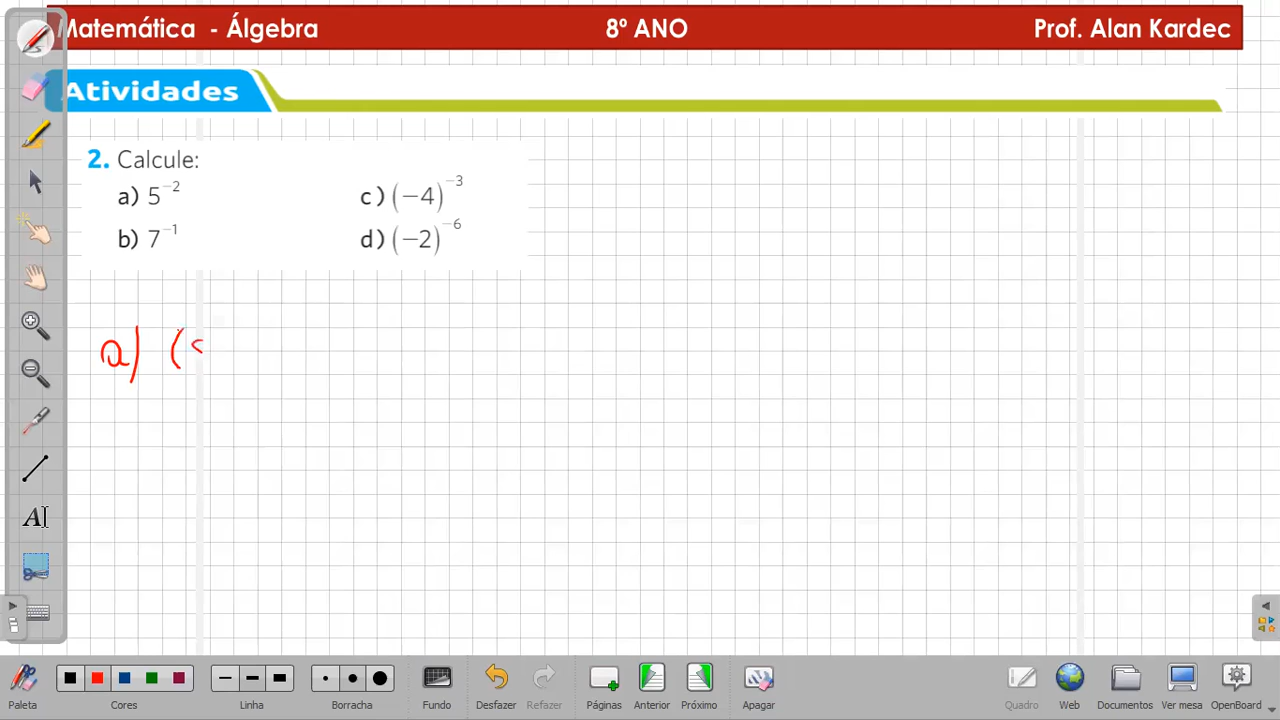 Matemática - Álgebra 8º ANO Prof. Alan Kardec
Atividades
2. Calcule:
a) 5⁻² c) (−4)⁻³
b) 7⁻¹ d) (−2)⁻⁶
a) (
Paleta Cores Linha Borracha Fundo Desfazer Refazer Páginas Anterior Próximo Apagar Quadro Web Documentos Ver mesa OpenBoard